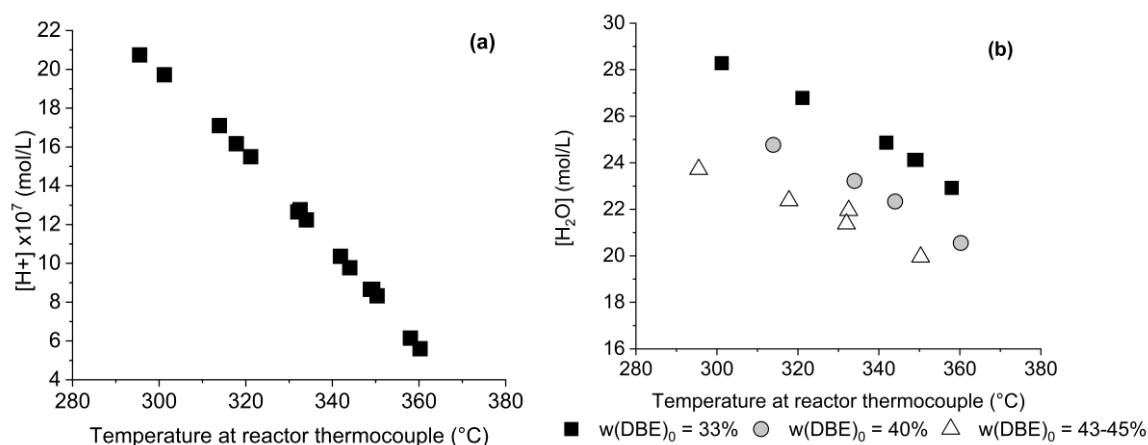 (a)
22
20
18
16
14
12
10
8
6
4
[H+] x10⁷ (mol/L)
280 300 320 340 360 380
Temperature at reactor thermocouple (°C)
(b)
30
28
26
24
22
20
18
16
[H₂O] (mol/L)
280 300 320 340 360 380
Temperature at reactor thermocouple (°C)
w(DBE)₀ = 33% w(DBE)₀ = 40% w(DBE)₀ = 43-45%